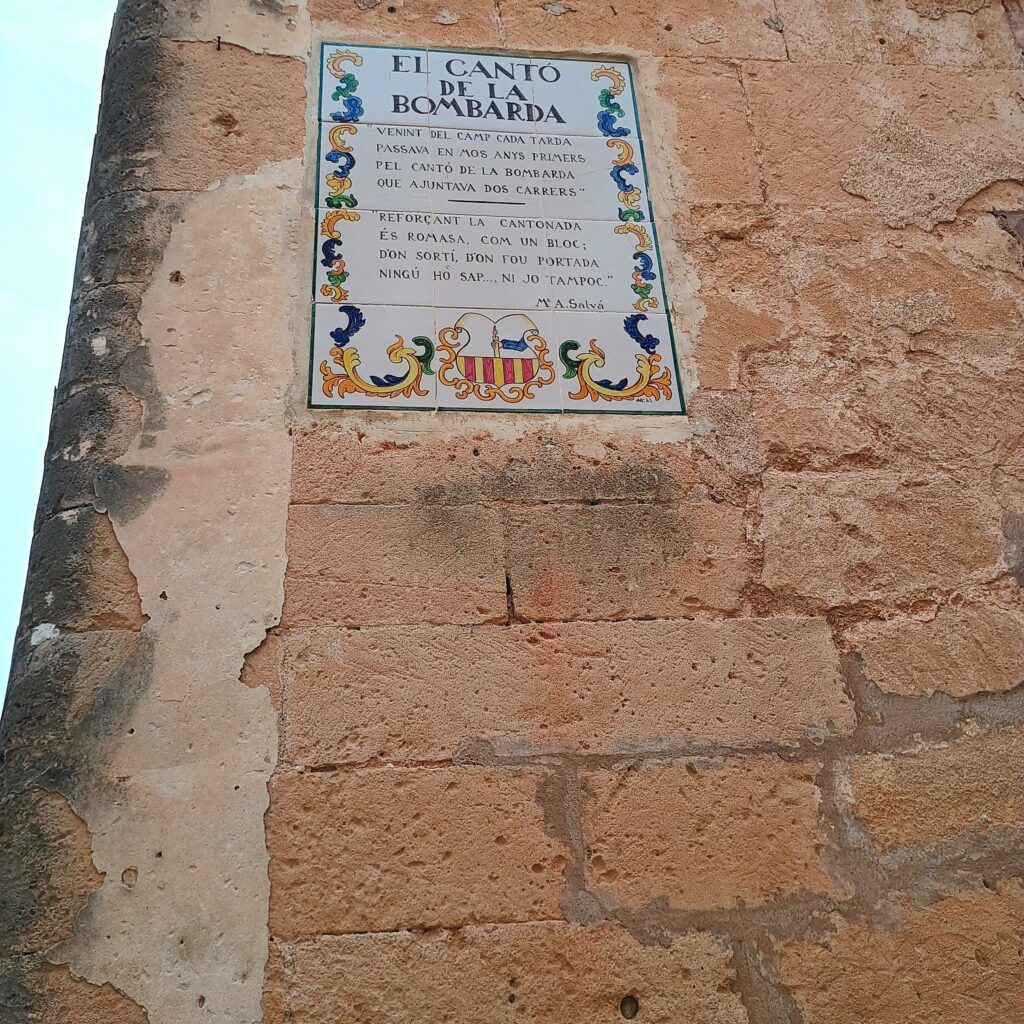 EL CANTÓ
DE LA
BOMBARDA
"VENINT DEL CAMP CADA TARDA
PASSAVA EN MOS ANYS PRIMERS
PEL CANTÓ DE LA BOMBARDA
QUE AJUNTAVA DOS CARRERS"
"REFORÇANT LA CANTONADA
ÉS ROMASA, COM UN BLOC;
D'ON SORTÍ, D'ON FOU PORTADA
NINGÚ HO SAP..., NI JO TAMPOC."
Mª A. Salvá